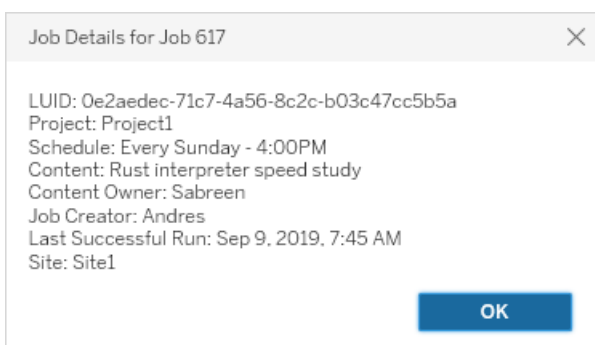 Job Details for Job 617
LUID: 0e2aedec-71c7-4a56-8c2c-b03c47cc5b5a
Project: Project1
Schedule: Every Sunday - 4:00PM
Content: Rust interpreter speed study
Content Owner: Sabreen
Job Creator: Andres
Last Successful Run: Sep 9, 2019, 7:45 AM
Site: Site1
OK